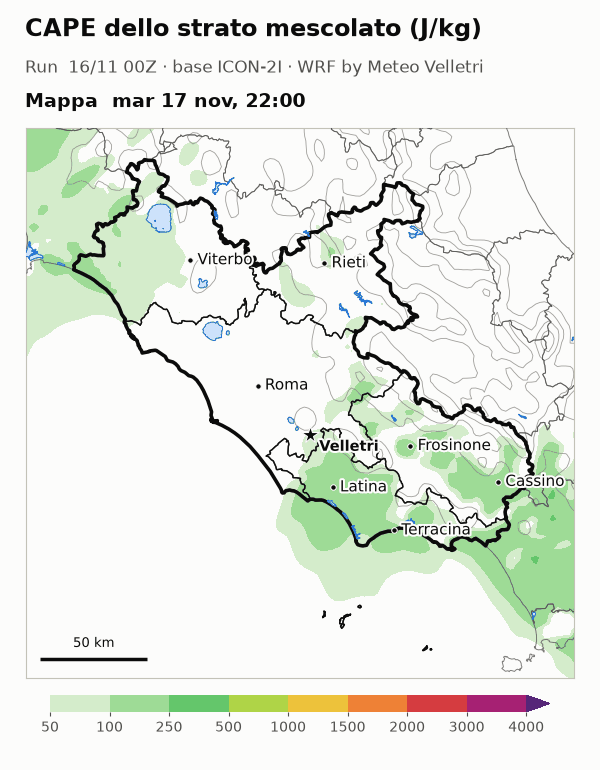 CAPE dello strato mescolato (J/kg)
Run  16/11 00Z · base ICON-2I · WRF by Meteo Velletri
Mappa  mar 17 nov, 22:00
Viterbo
Rieti
Roma
Velletri
Frosinone
Cassino
Latina
Terracina
50 km
50 100 250 500 1000 1500 2000 3000 4000